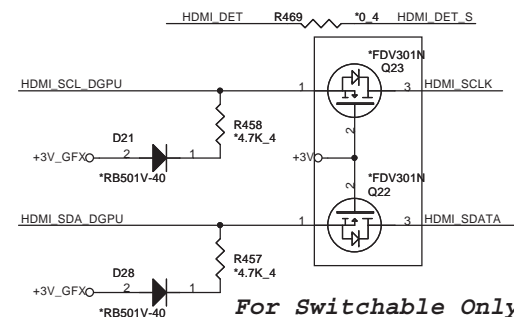 HDMI_DET R469 *0_4 HDMI_DET_S
*FDV301N
Q23
HDMI_SCL_DGPU 1 3 HDMI_SCLK
2
R458
*4.7K_4
D21
+3V_GFX 2 1
*RB501V-40
+3V
2
*FDV301N
Q22
HDMI_SDA_DGPU 1 3 HDMI_SDATA
R457
*4.7K_4
D28
+3V_GFX 2 1
*RB501V-40
For Switchable Only